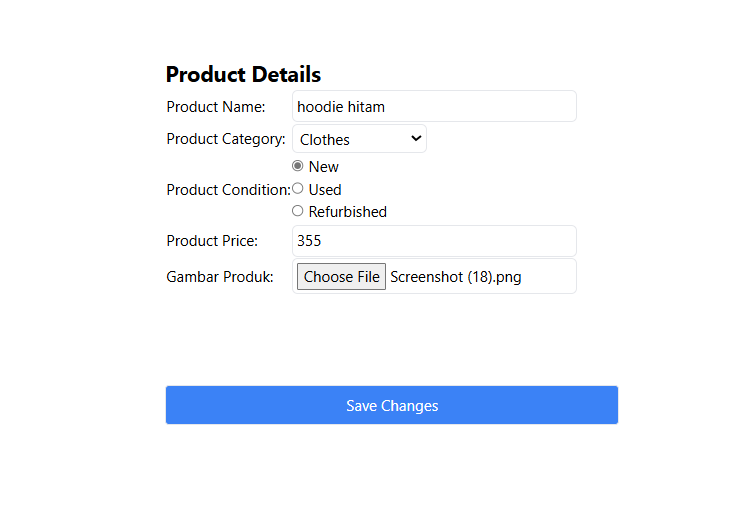 Product Details
Product Name: hoodie hitam
Product Category: Clothes
New
Product Condition: Used
Refurbished
Product Price: 355
Gambar Produk: Choose File Screenshot (18).png
Save Changes